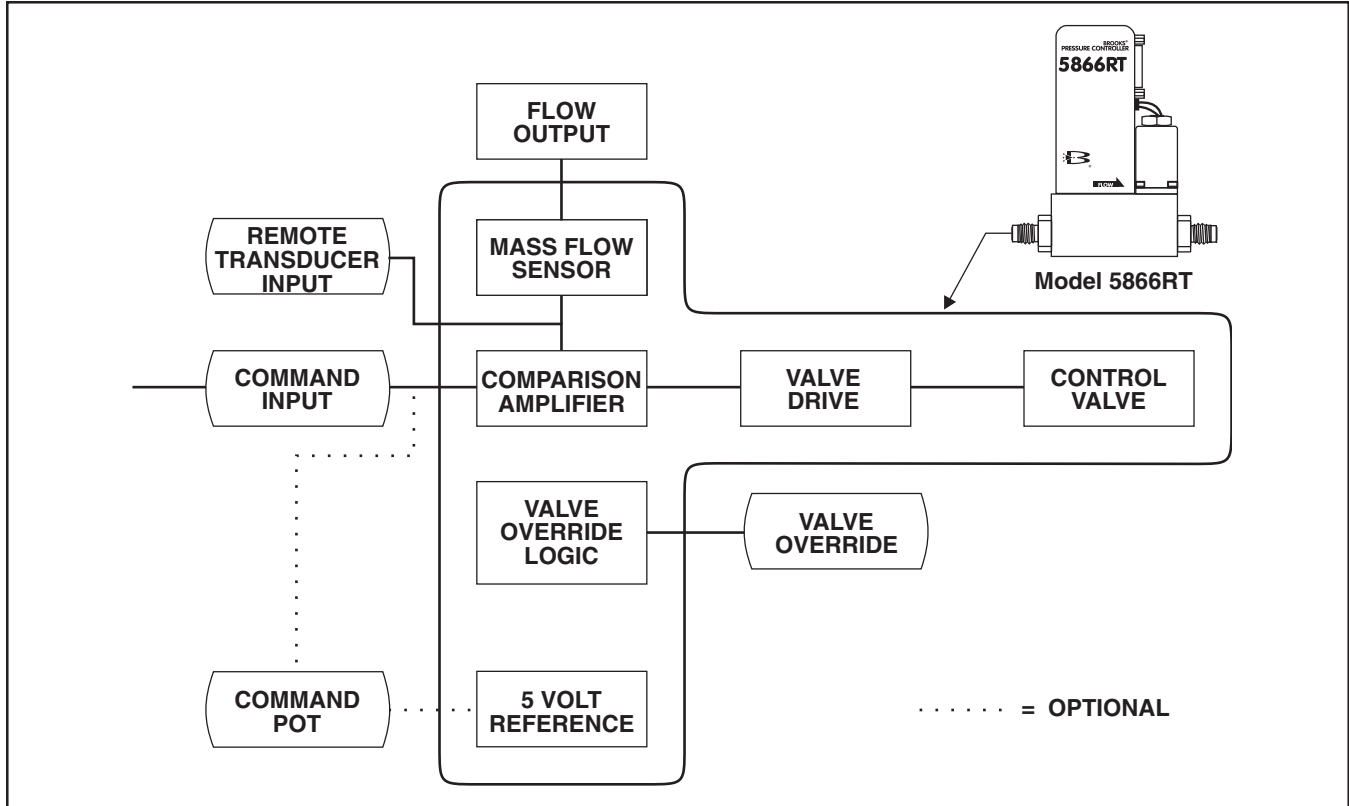 BROOKS®
PRESSURE CONTROLLER
5866RT
FLOW
Model 5866RT
FLOW
OUTPUT
REMOTE
TRANSDUCER
INPUT
MASS FLOW
SENSOR
COMMAND
INPUT
COMPARISON
AMPLIFIER
VALVE
DRIVE
CONTROL
VALVE
VALVE
OVERRIDE
LOGIC
VALVE
OVERRIDE
COMMAND
POT
5 VOLT
REFERENCE
= OPTIONAL